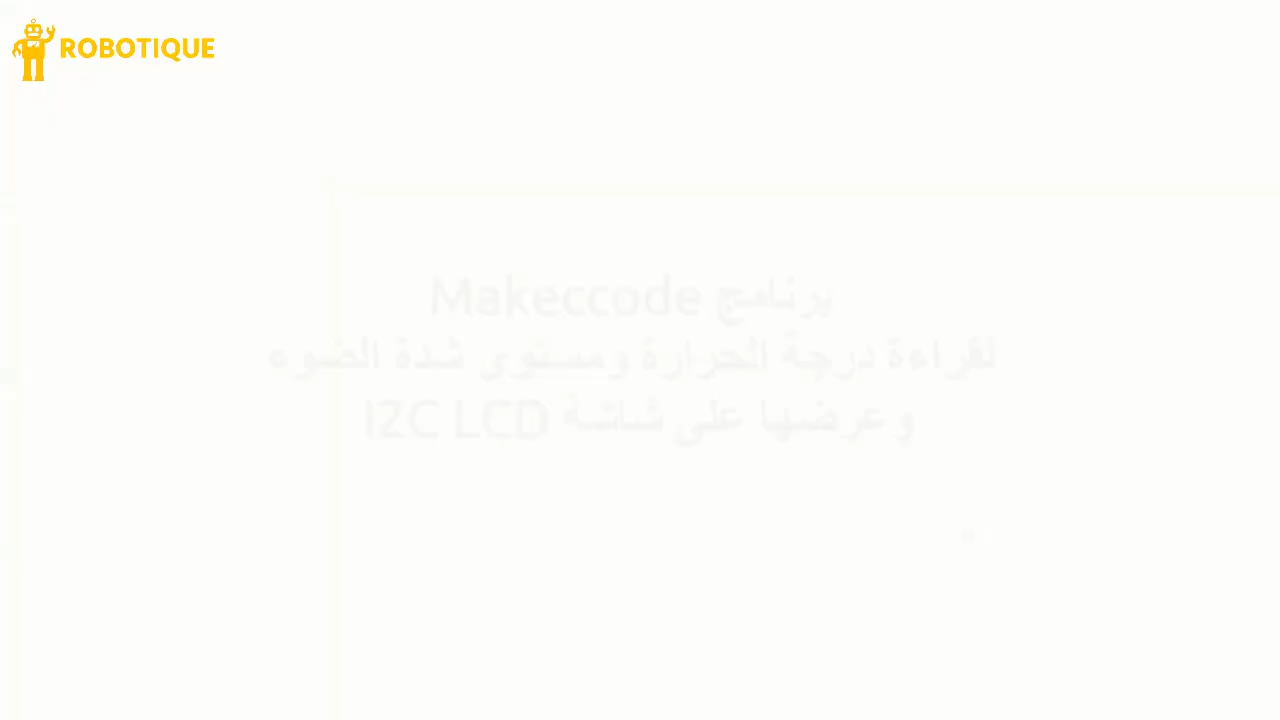 ROBOTIQUE
برنامج Makeccode
لقراءة درجة الحرارة ومستوى شدة الضوء
وعرضها على شاشة I2C LCD